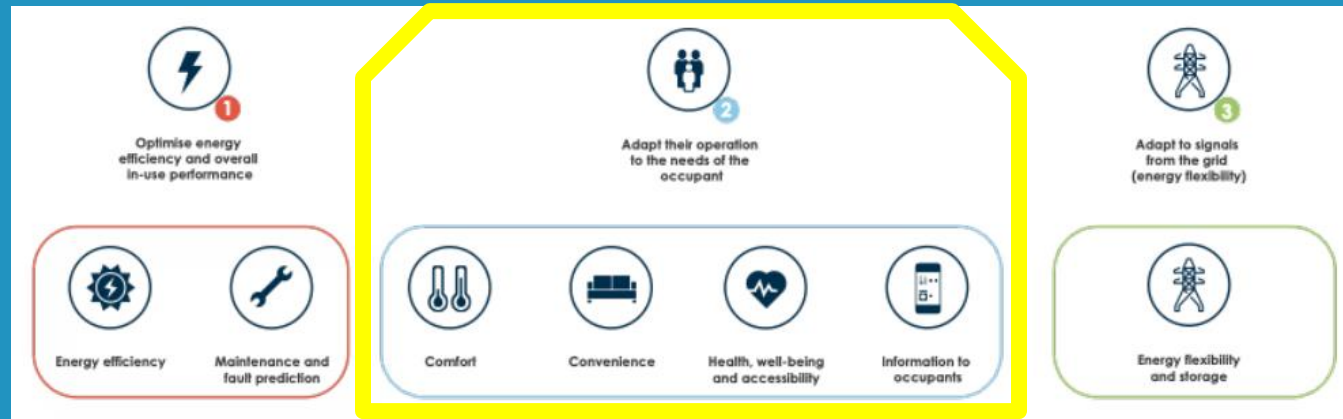 1
Optimise energy
efficiency and overall
in-use performance
2
Adapt their operation
to the needs of the
occupant
3
Adapt to signals
from the grid
(energy flexibility)
Energy efficiency
Maintenance and
fault prediction
Comfort
Convenience
Health, well-being
and accessibility
Information to
occupants
Energy flexibility
and storage